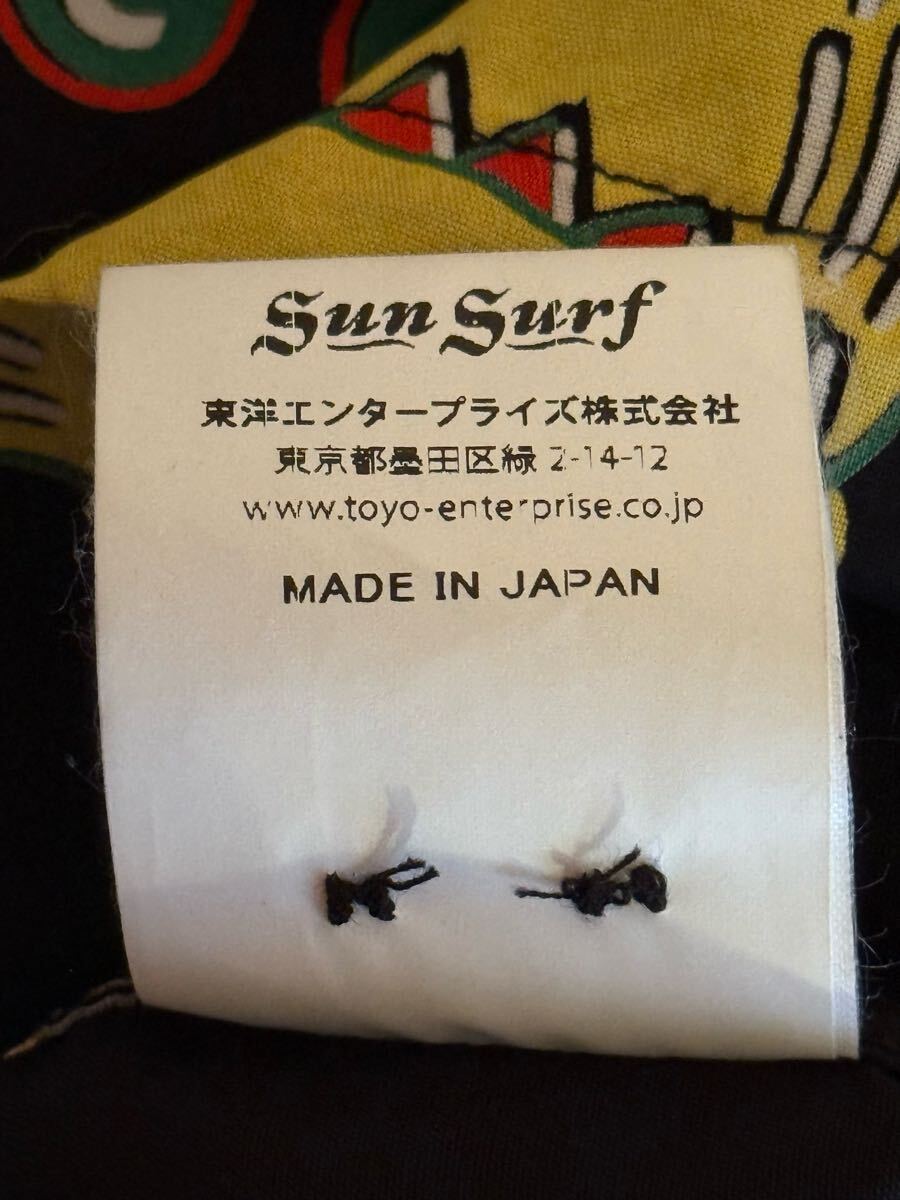 Sun Surf
東洋エンタープライズ株式会社
東京都墨田区緑 2-14-12
www.toyo-enterprise.co.jp
MADE IN JAPAN